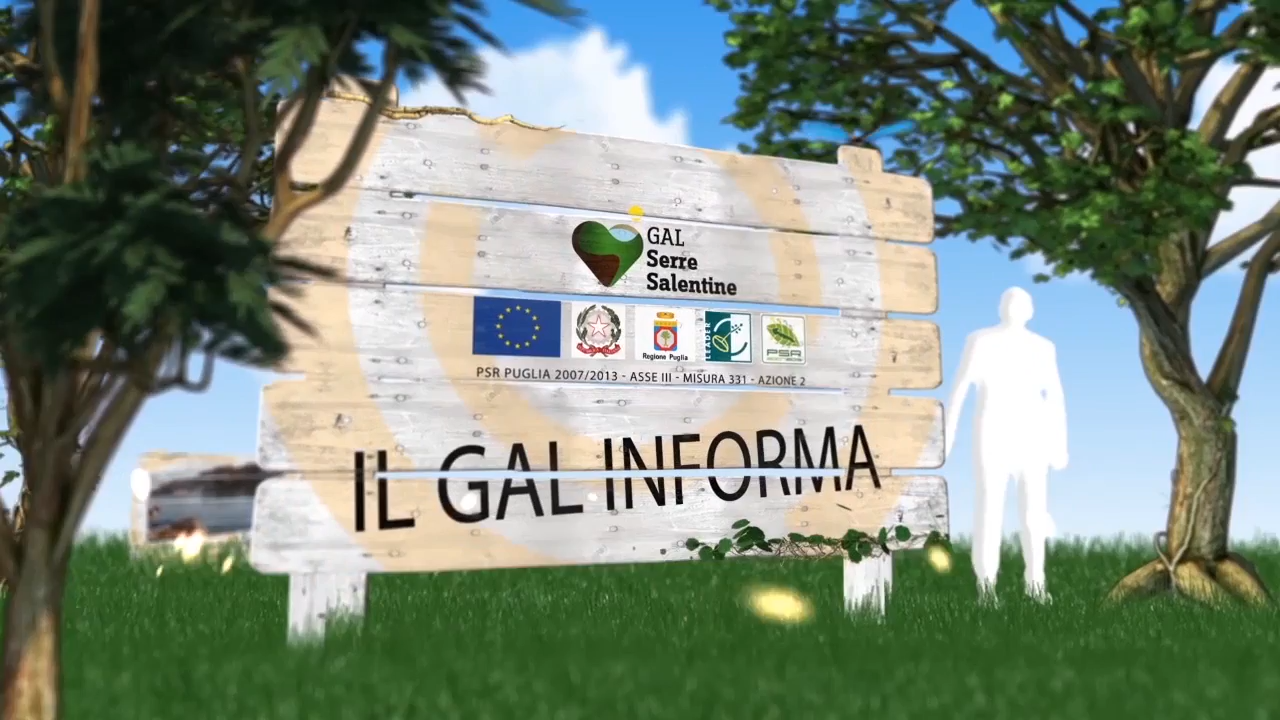 GAL
Serre
Salentine
Regione Puglia
LEADER
PSR
PSR PUGLIA 2007/2013 - ASSE III - MISURA 331 - AZIONE 2
IL GAL INFORMA